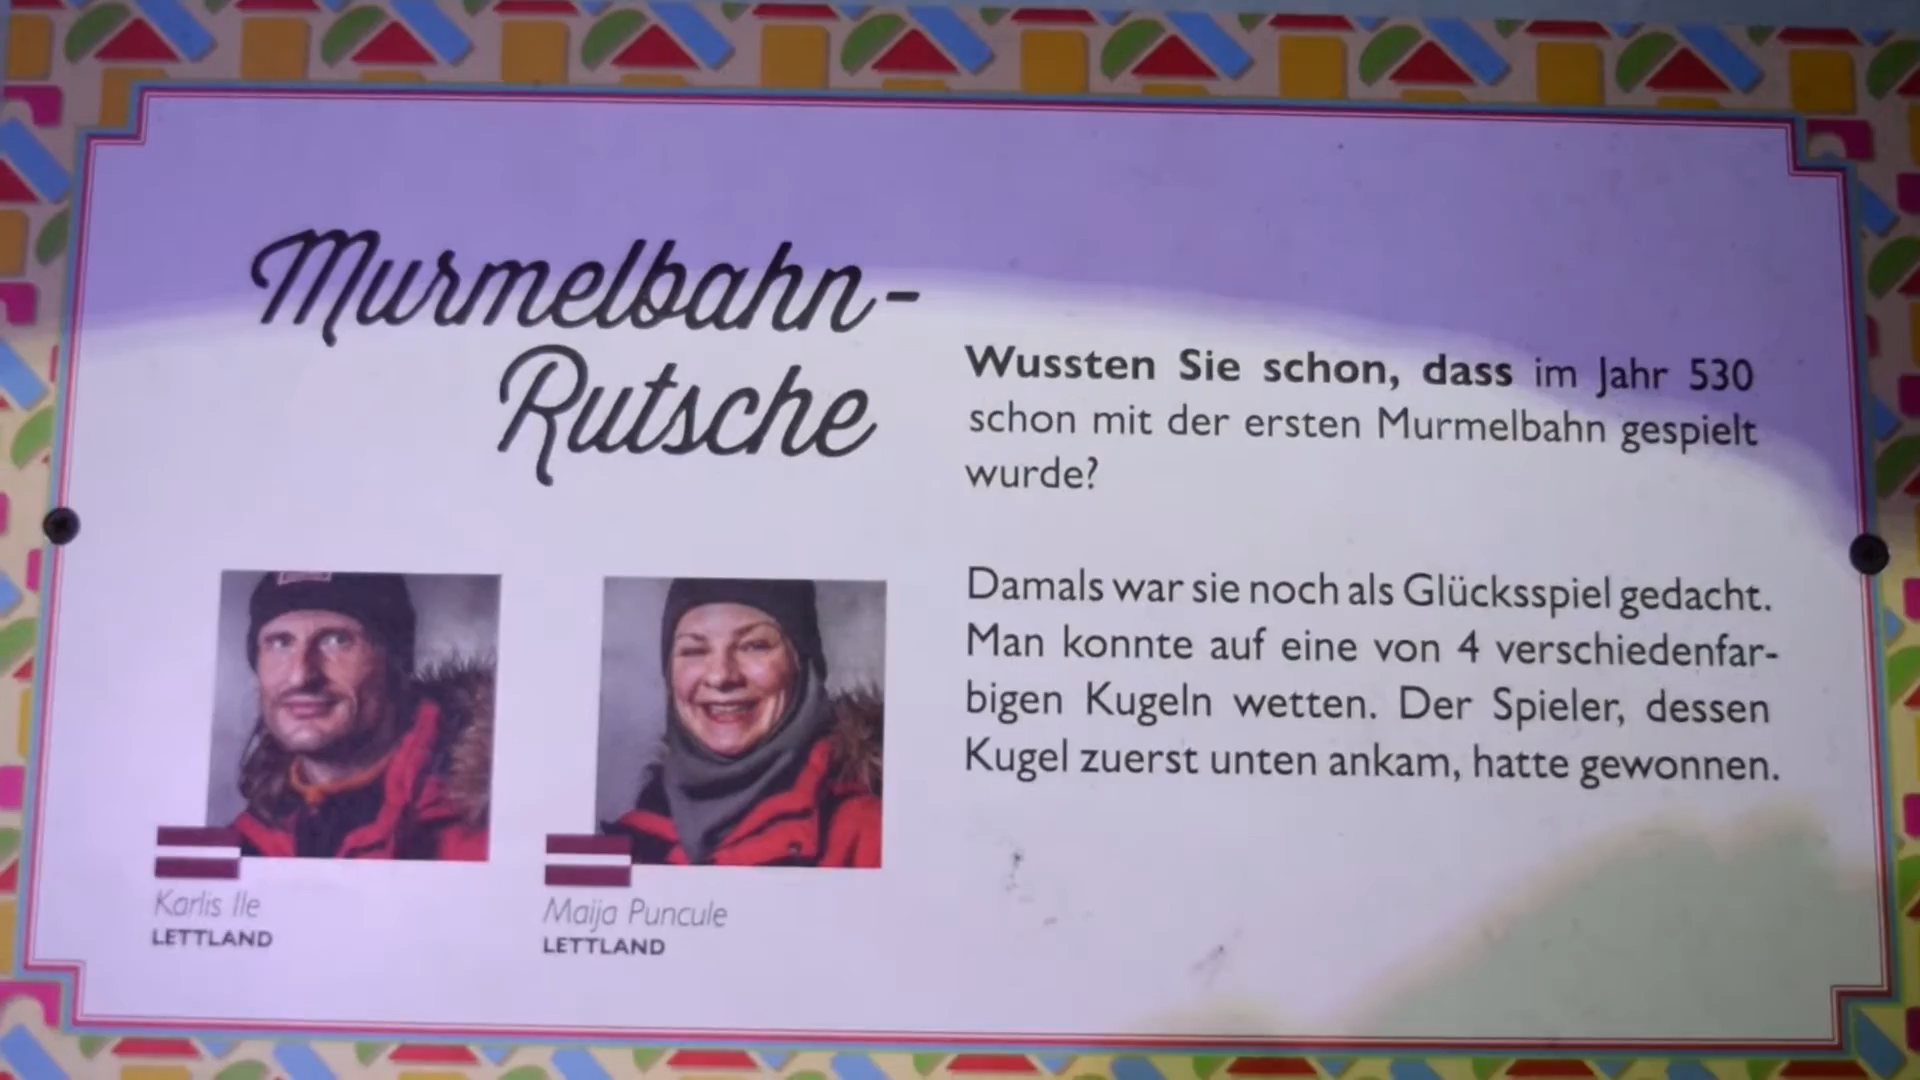 Murmelbahn-
Rutsche
Wussten Sie schon, dass im Jahr 530
schon mit der ersten Murmelbahn gespielt
wurde?
Damals war sie noch als Glücksspiel gedacht.
Man konnte auf eine von 4 verschiedenfar-
bigen Kugeln wetten. Der Spieler, dessen
Kugel zuerst unten ankam, hatte gewonnen.
Karlis Ile
LETTLAND
Maija Puncule
LETTLAND